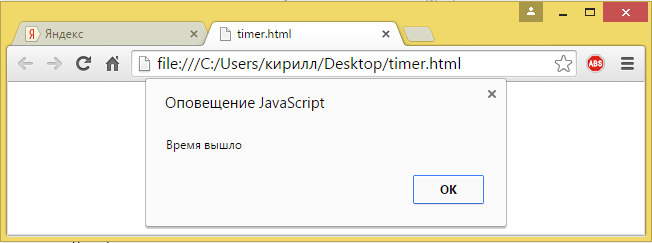 Яндекс
timer.html
file:///C:/Users/кирилл/Desktop/timer.html
ABS
Оповещение JavaScript
Время вышло
OK